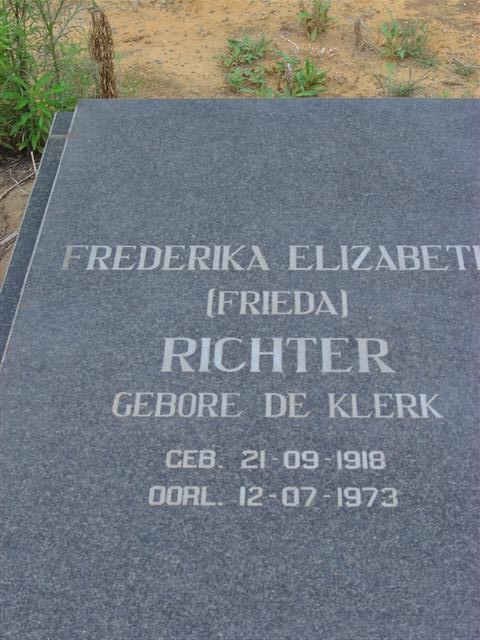 FREDERIKA ELIZABETH
(FRIEDA)
RICHTER
GEBORE DE KLERK
GEB. 21-09-1918
OORL. 12-07-1973